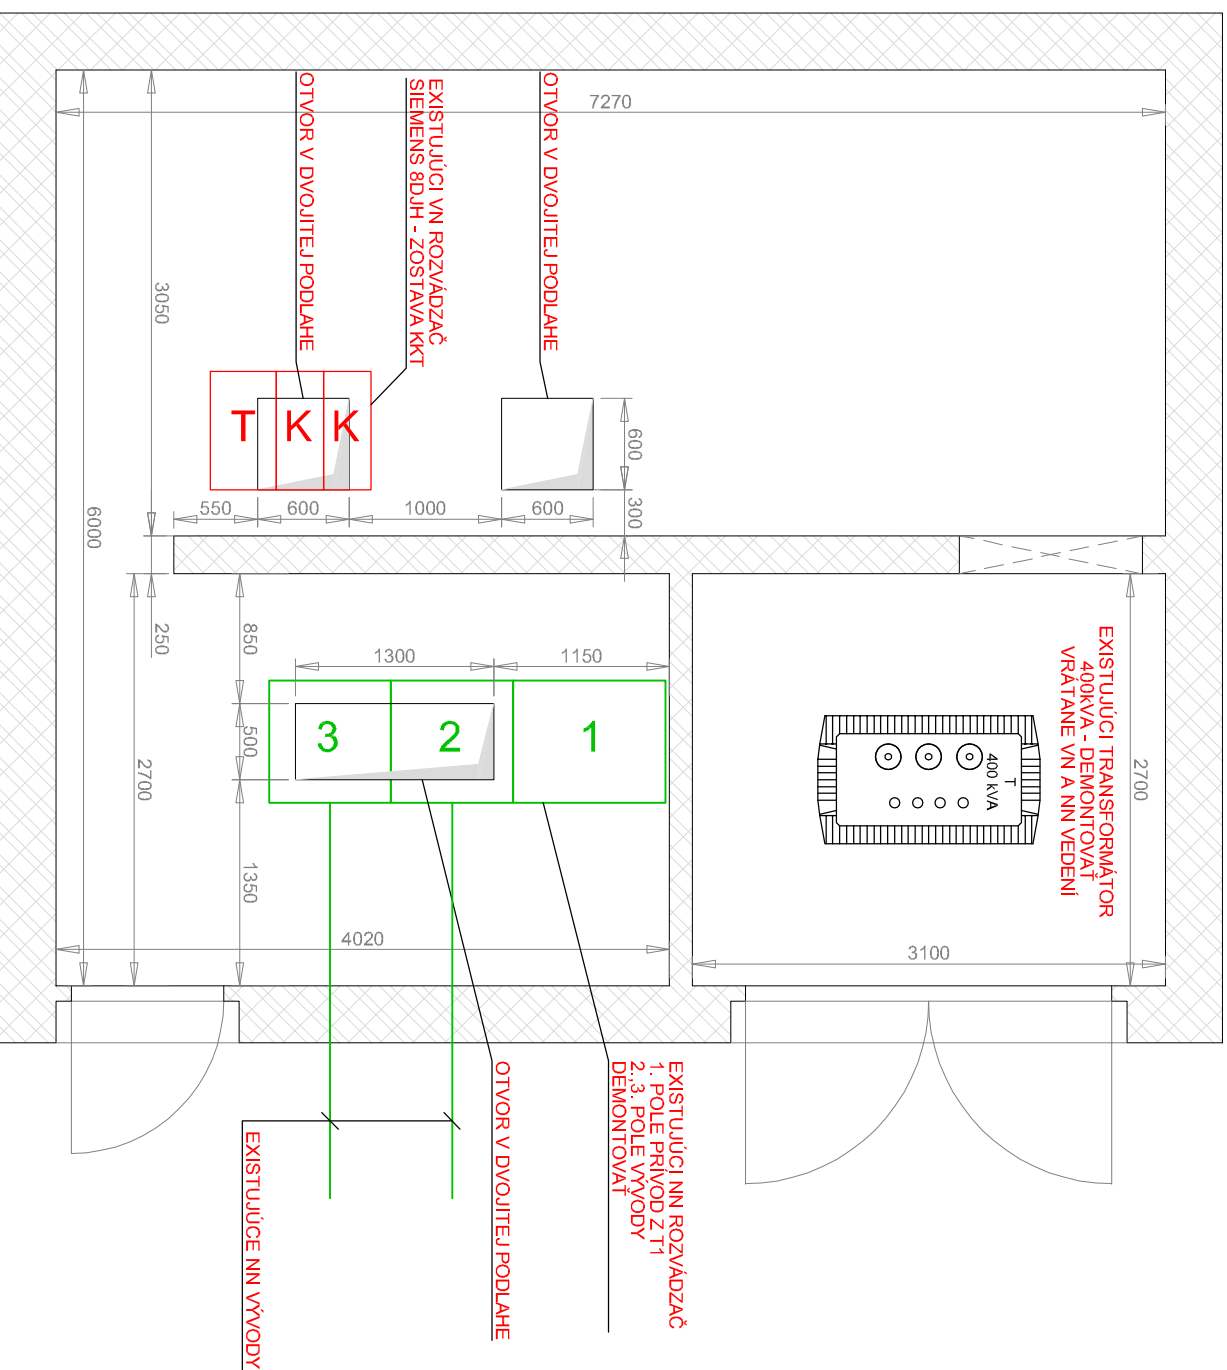 7270
OTVOR V DVOJITEJ PODLAHE
EXISTUJÚCI VN ROZVÁDZAČ
SIEMENS 8DJH - ZOSTAVA KKT
OTVOR V DVOJITEJ PODLAHE
3050
6000
T K K
600
300
550
600
1000
600
250
850
1300
1150
3 2 1
500
2700
1350
4020
EXISTUJÚCI TRANSFORMÁTOR
400kVA - DEMONTOVAŤ
VRÁTANE VN A NN VEDENÍ
T
400 kVA
2700
3100
EXISTUJÚCI NN ROZVÁDZAČ
1. POLE PRÍVOD Z T1
2.,3. POLE VÝVODY
DEMONTOVAŤ
OTVOR V DVOJITEJ PODLAHE
EXISTUJÚCE NN VÝVODY